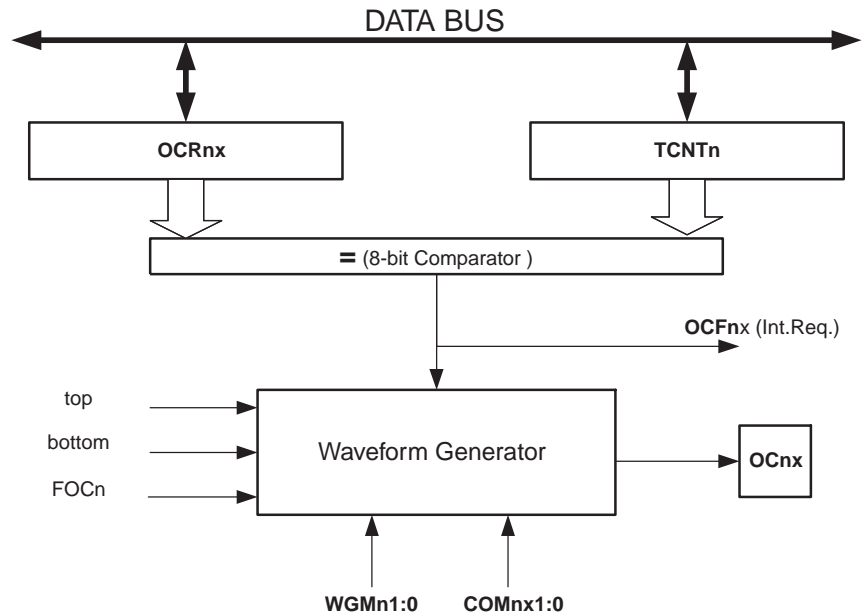 DATA BUS
OCRnx
TCNTn
= (8-bit Comparator )
OCFnx (Int.Req.)
top
bottom
FOCn
Waveform Generator
OCnx
WGMn1:0
COMnx1:0